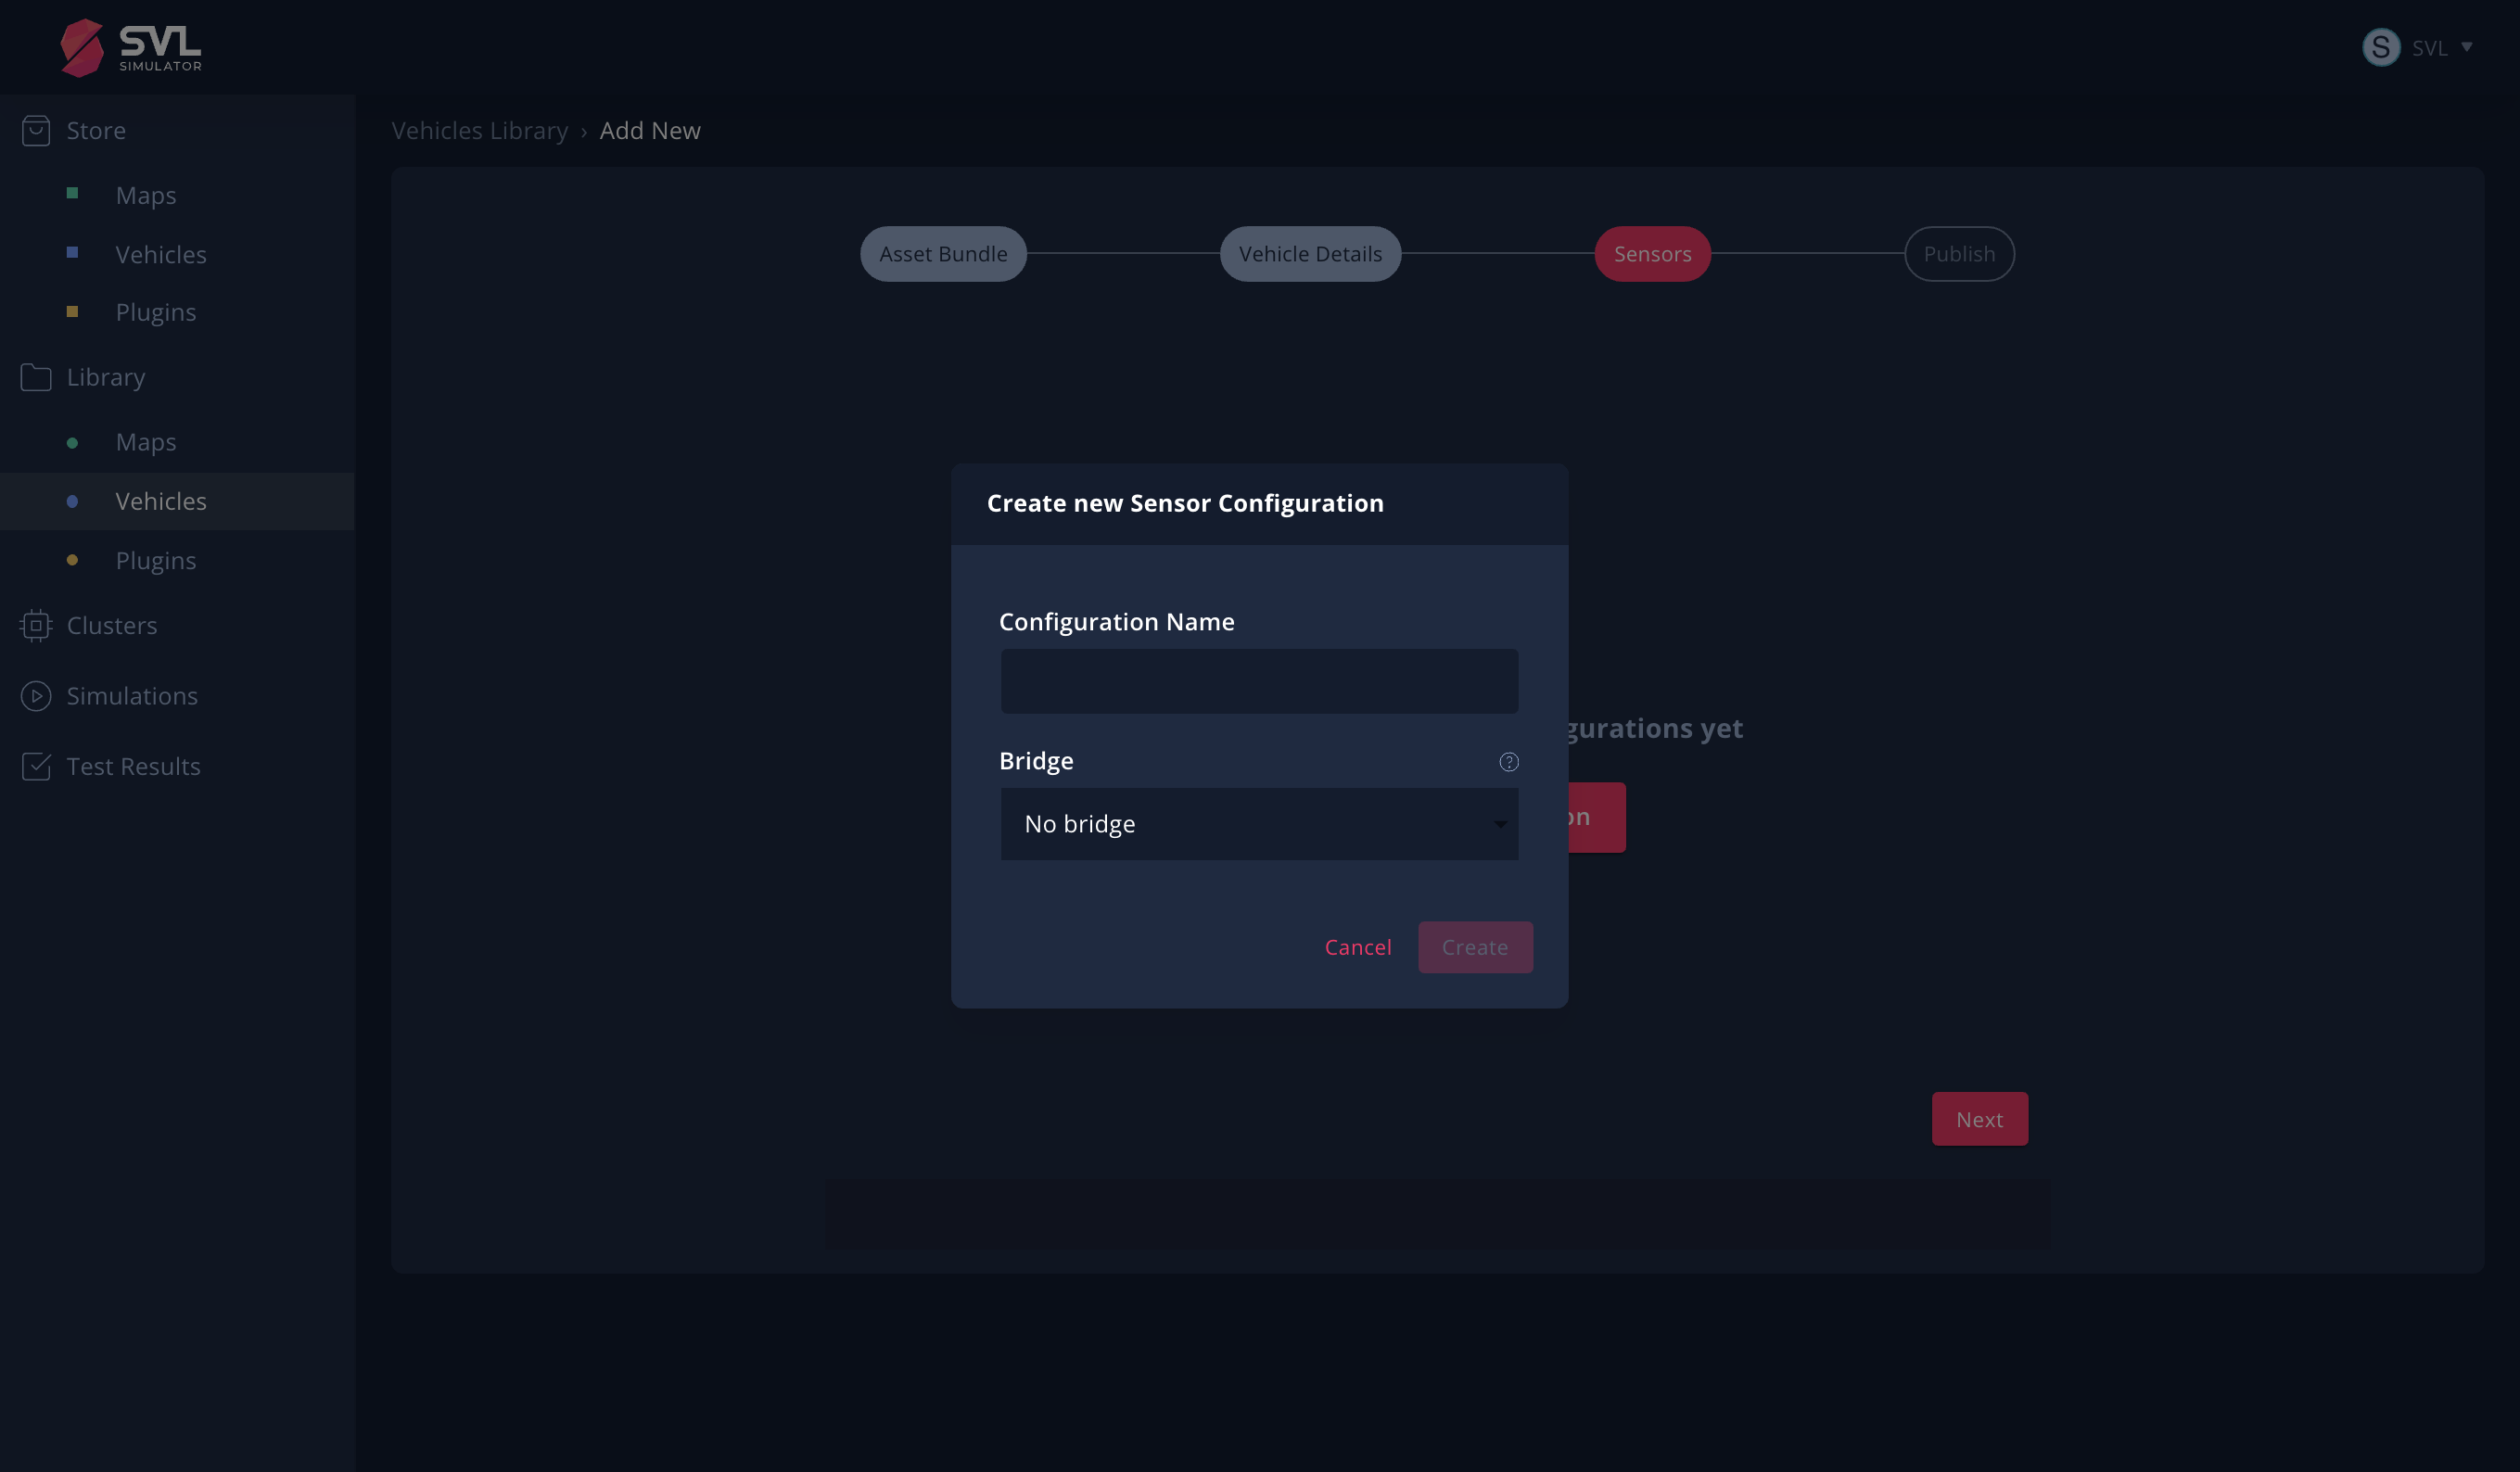 SVL
SIMULATOR
S SVL
Store
Maps
Vehicles
Plugins
Library
Maps
Vehicles
Plugins
Clusters
Simulations
Test Results
Vehicles Library › Add New
Asset Bundle
Vehicle Details
Sensors
Publish
Create new Sensor Configuration
Configuration Name
Bridge
?
No bridge
Cancel
Create
gurations yet
on
Next